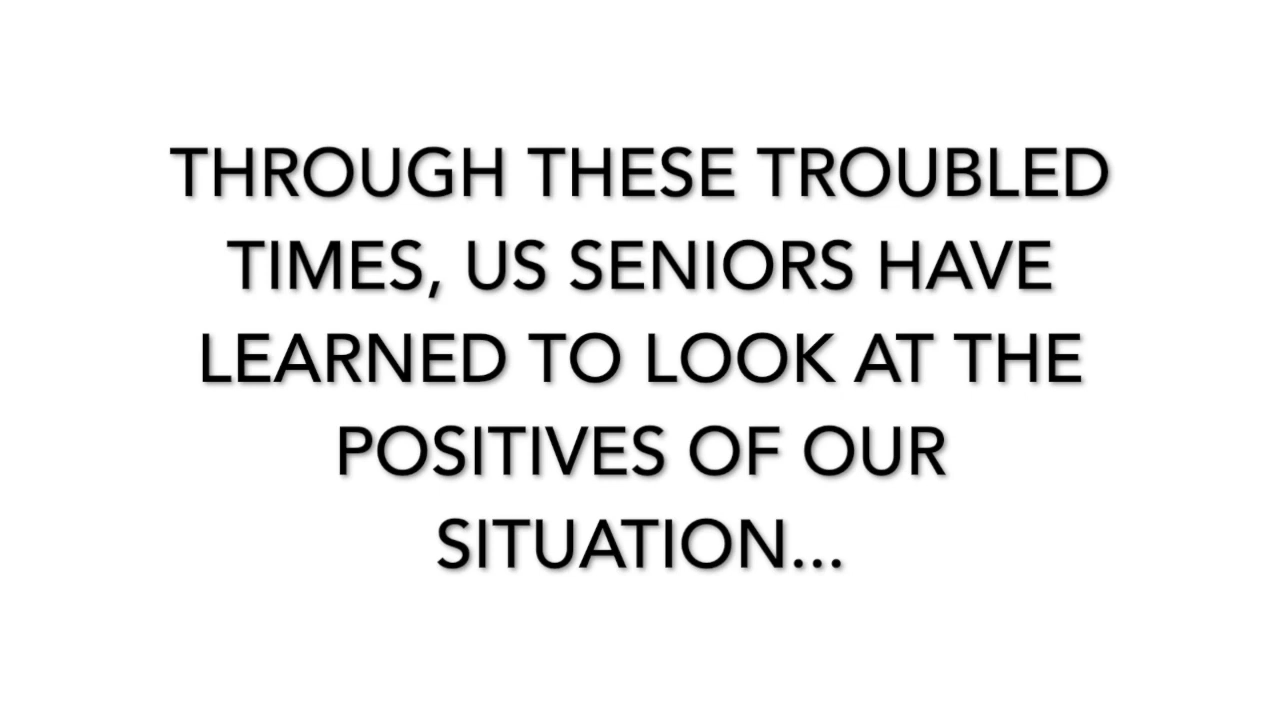 THROUGH THESE TROUBLED
TIMES, US SENIORS HAVE
LEARNED TO LOOK AT THE
POSITIVES OF OUR
SITUATION...